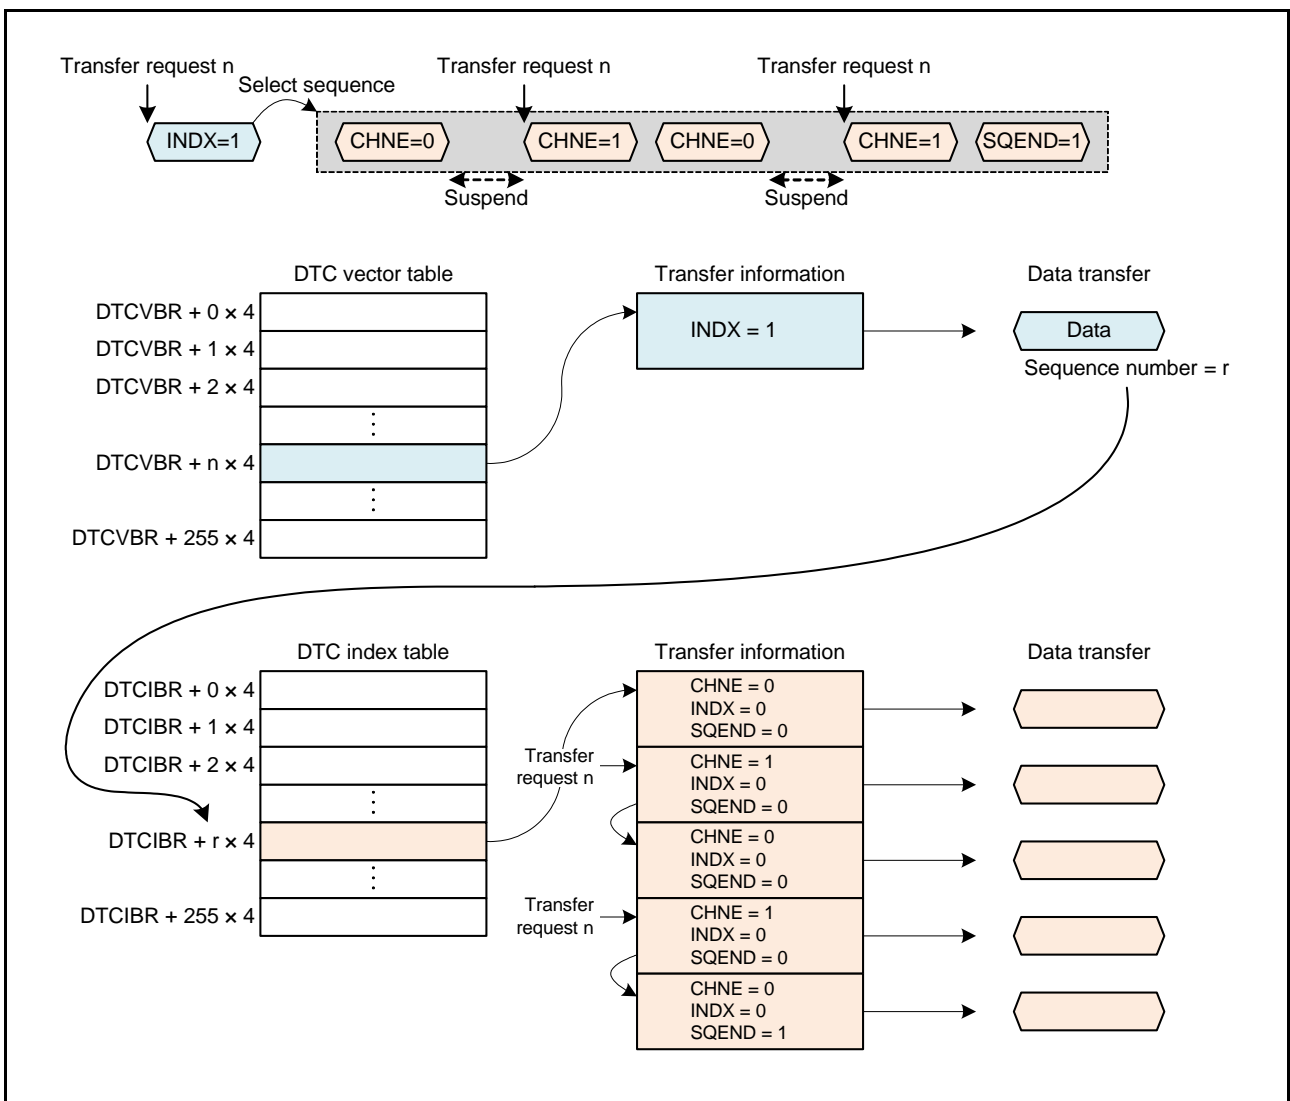 Transfer request n
Transfer request n
Transfer request n
Select sequence
INDX=1
CHNE=0
CHNE=1
CHNE=0
CHNE=1
SQEND=1
Suspend
Suspend
DTC vector table
Transfer information
Data transfer
DTCVBR + 0 × 4
DTCVBR + 1 × 4
DTCVBR + 2 × 4
DTCVBR + n × 4
DTCVBR + 255 × 4
INDX = 1
Data
Sequence number = r
DTC index table
Transfer information
Data transfer
DTCIBR + 0 × 4
DTCIBR + 1 × 4
DTCIBR + 2 × 4
DTCIBR + r × 4
DTCIBR + 255 × 4
CHNE = 0
INDX = 0
SQEND = 0
Transfer
request n
CHNE = 1
INDX = 0
SQEND = 0
CHNE = 0
INDX = 0
SQEND = 0
Transfer
request n
CHNE = 1
INDX = 0
SQEND = 0
CHNE = 0
INDX = 0
SQEND = 1